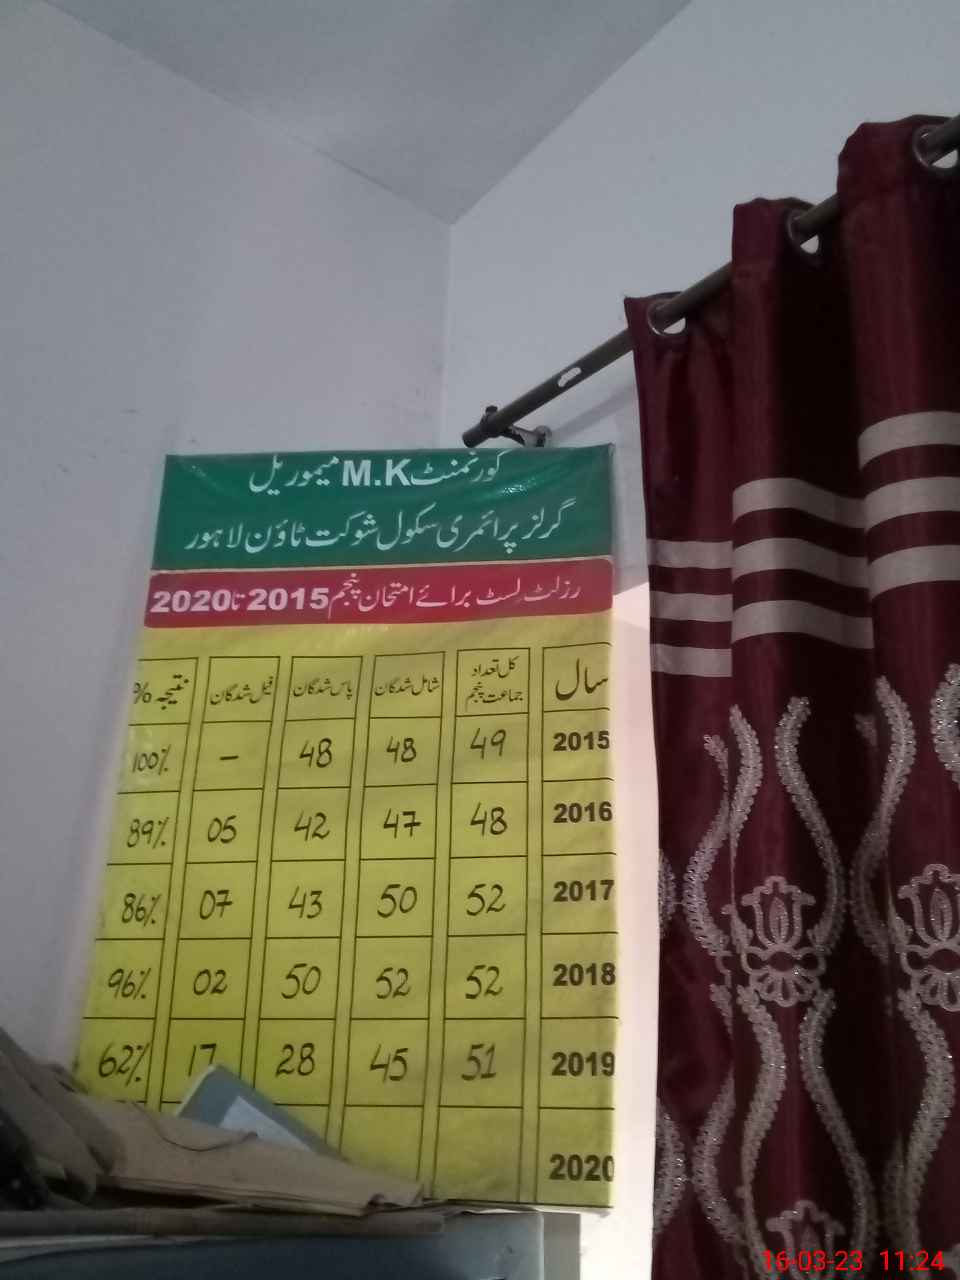 گورنمنٹ M.K میموریل
گرلز پرائمری سکول شوکت ٹاؤن لاہور
رزلٹ لسٹ برائے امتحان پنجم 2015 تا 2020
سال کل تعداد جماعت پنجم شامل شدگان پاس شدگان فیل شدگان نتیجہ %
2015 49 48 48 – 100%
2016 48 47 42 05 89%
2017 52 50 43 07 86%
2018 52 52 50 02 96%
2019 51 45 28 17 62%
2020
16-03-23 11:24